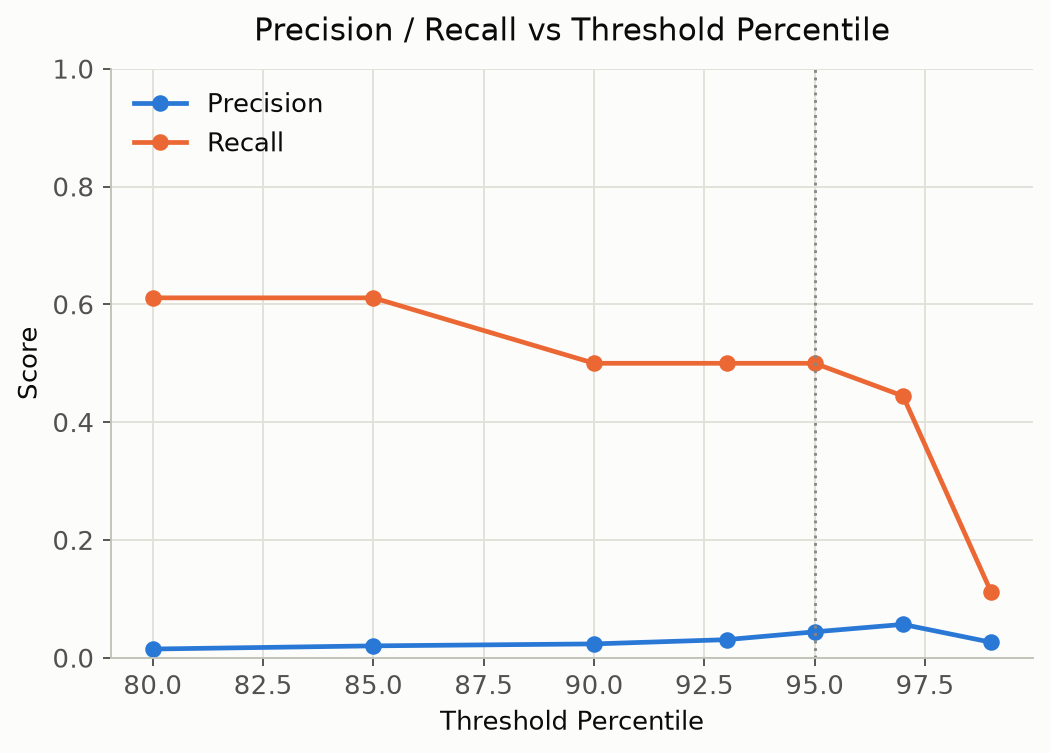 Precision / Recall vs Threshold Percentile
1.0
Precision
Recall
0.8
0.6
Score
0.4
0.2
0.0
80.0 82.5 85.0 87.5 90.0 92.5 95.0 97.5
Threshold Percentile